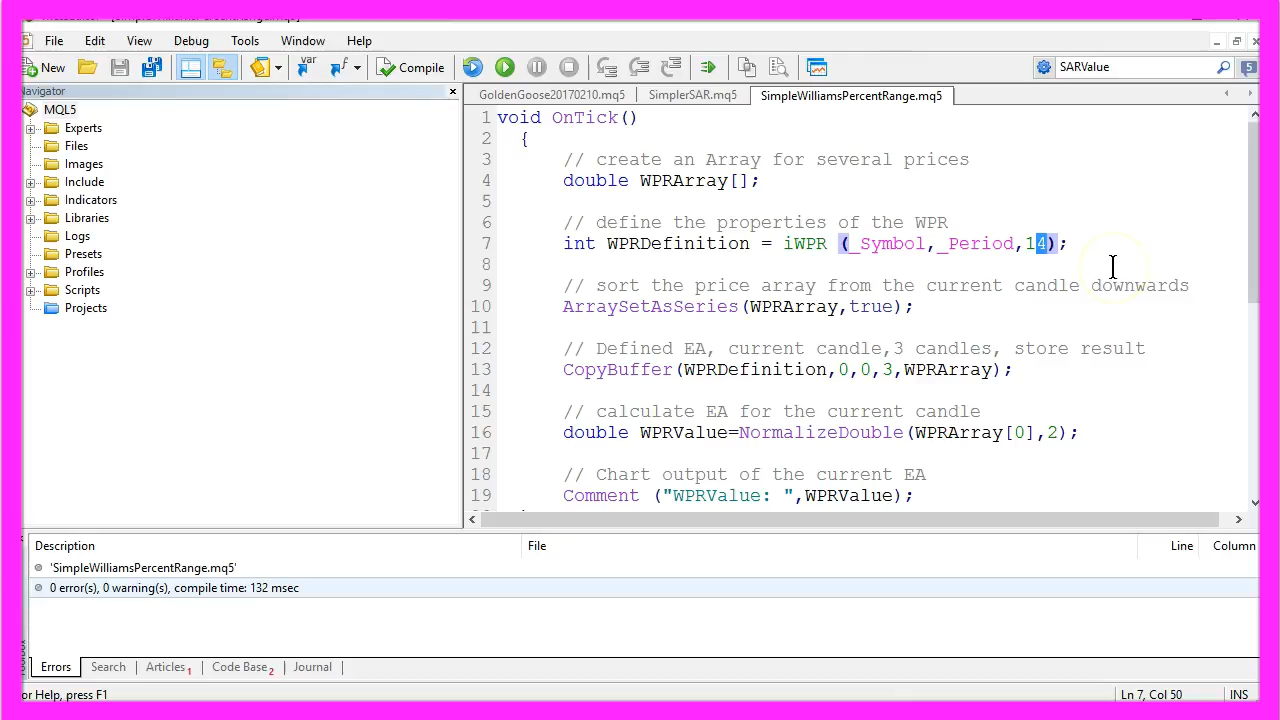 File Edit View Debug Tools Window Help
New Compile SARValue 5
Navigator
GoldenGoose20170210.mq5 SimplerSAR.mq5 SimpleWilliamsPercentRange.mq5
MQL5
Experts
Files
Images
Include
Indicators
Libraries
Logs
Presets
Profiles
Scripts
Projects
1 void OnTick()
2 {
3 // create an Array for several prices
4 double WPRArray[];
5
6 // define the properties of the WPR
7 int WPRDefinition = iWPR (_Symbol,_Period,14);
8
9 // sort the price array from the current candle downwards
10 ArraySetAsSeries(WPRArray,true);
11
12 // Defined EA, current candle,3 candles, store result
13 CopyBuffer(WPRDefinition,0,0,3,WPRArray);
14
15 // calculate EA for the current candle
16 double WPRValue=NormalizeDouble(WPRArray[0],2);
17
18 // Chart output of the current EA
19 Comment ("WPRValue: ",WPRValue);
Description File Line Column
'SimpleWilliamsPercentRange.mq5'
0 error(s), 0 warning(s), compile time: 132 msec
Errors Search Articles 1 Code Base 2 Journal
or Help, press F1 Ln 7, Col 50 INS